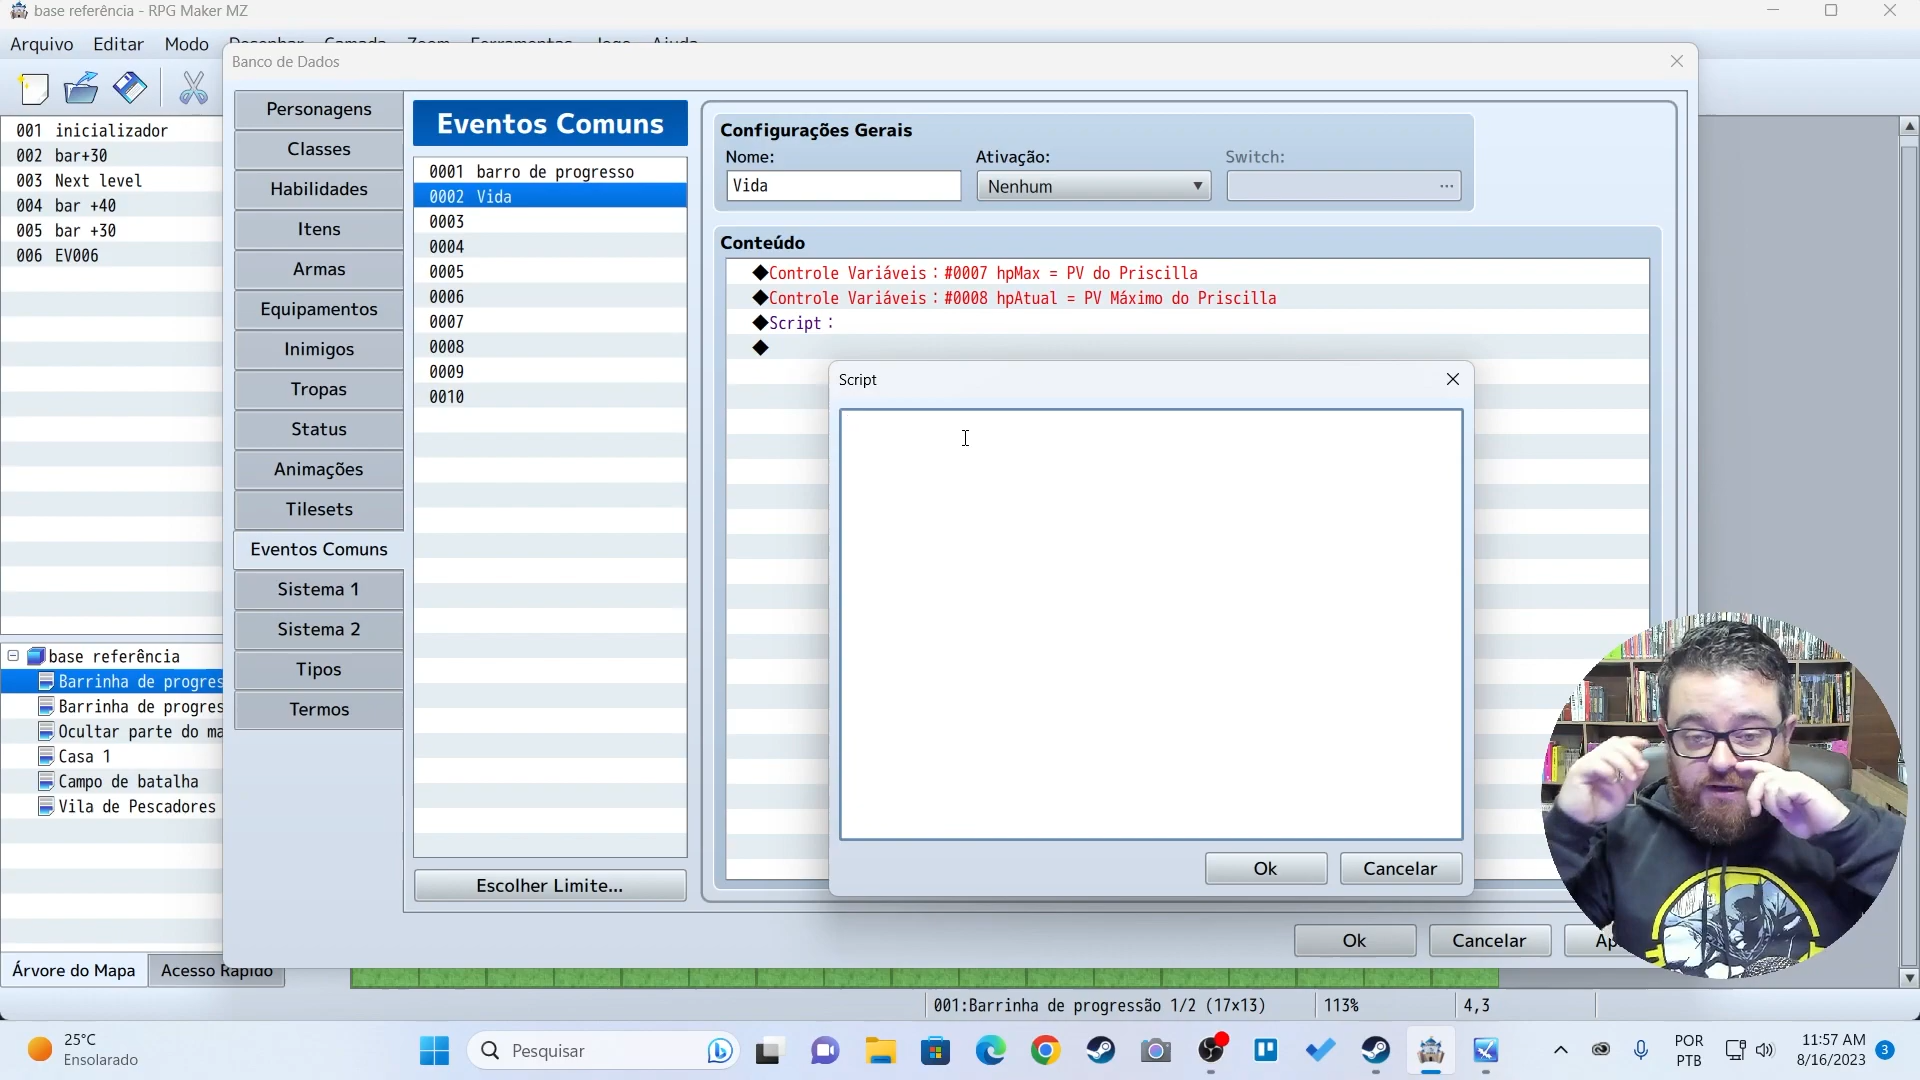 base referência - RPG Maker MZ
Arquivo Editar Modo Desenhar Camada Zoom Ferramentas Jogo Ajuda
Banco de Dados
001 inicializador
002 bar+30
003 Next level
004 bar +40
005 bar +30
006 EV006
Personagens
Classes
Habilidades
Itens
Armas
Equipamentos
Inimigos
Tropas
Status
Animações
Tilesets
Eventos Comuns
Sistema 1
Sistema 2
Tipos
Termos
Eventos Comuns
0001 barro de progresso
0002 Vida
0003
0004
0005
0006
0007
0008
0009
0010
Escolher Limite...
Configurações Gerais
Nome:
Vida
Ativação:
Nenhum
Switch:
...
Conteúdo
◆Controle Variáveis：#0007 hpMax = PV do Priscilla
◆Controle Variáveis：#0008 hpAtual = PV Máximo do Priscilla
◆Script：
◆
Script
Ok
Cancelar
Ok
Cancelar
Ap
base referência
Barrinha de progres
Barrinha de progres
Ocultar parte do ma
Casa 1
Campo de batalha
Vila de Pescadores
Árvore do Mapa
Acesso Rápido
001:Barrinha de progressão 1/2 (17x13)
113%
4,3
25°C
Ensolarado
Pesquisar
POR
PTB
11:57 AM
8/16/2023
3